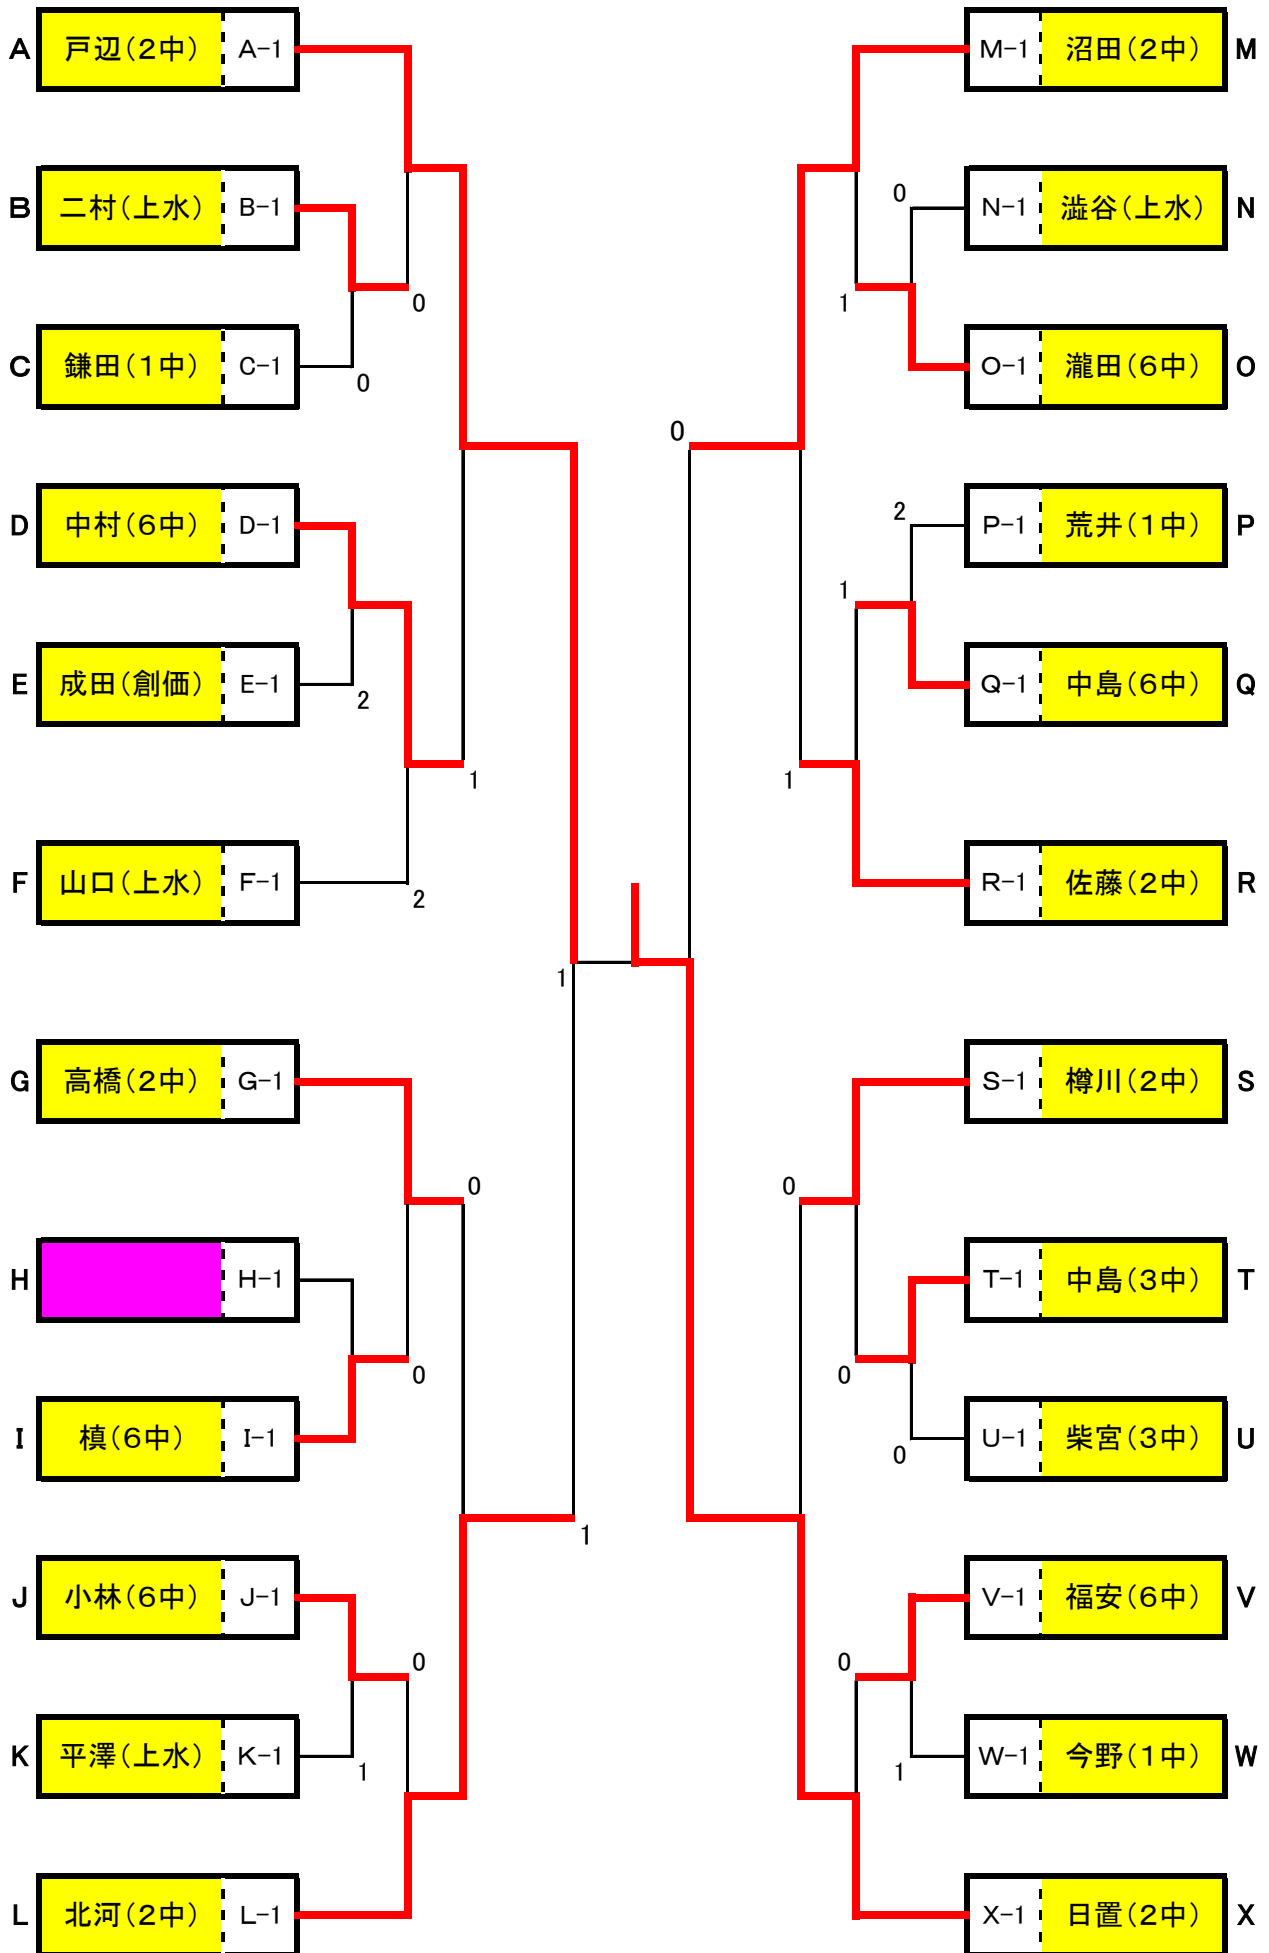 A 戸辺（2中） A-1
M-1 沼田（2中） M
B 二村（上水） B-1
0
N-1 澁谷（上水） N
0
1
C 鎌田（1中） C-1
0
O-1 瀧田（6中） O
0
D 中村（6中） D-1
2
P-1 荒井（1中） P
1
E 成田（創価） E-1
2
Q-1 中島（6中） Q
1
1
F 山口（上水） F-1
2
R-1 佐藤（2中） R
1
G 高橋（2中） G-1
S-1 樽川（2中） S
0
0
H H-1
T-1 中島（3中） T
0
0
I 槙（6中） I-1
0
U-1 柴宮（3中） U
1
J 小林（6中） J-1
V-1 福安（6中） V
0
0
K 平澤（上水） K-1
1
1
W-1 今野（1中） W
L 北河（2中） L-1
X-1 日置（2中） X